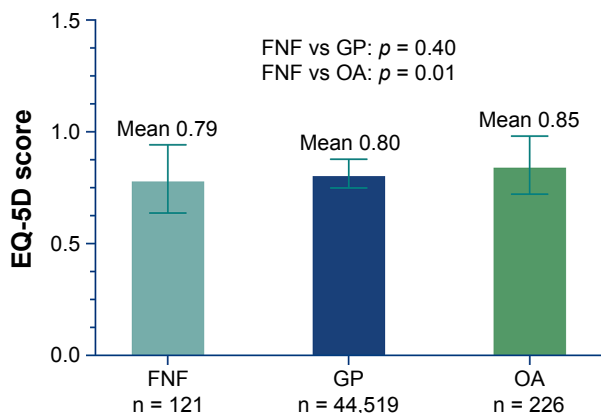 1.5
FNF vs GP: p = 0.40
FNF vs OA: p = 0.01
Mean 0.79
Mean 0.80
Mean 0.85
1.0
EQ-5D score
0.5
0.0
FNF
GP
OA
n = 121
n = 44,519
n = 226